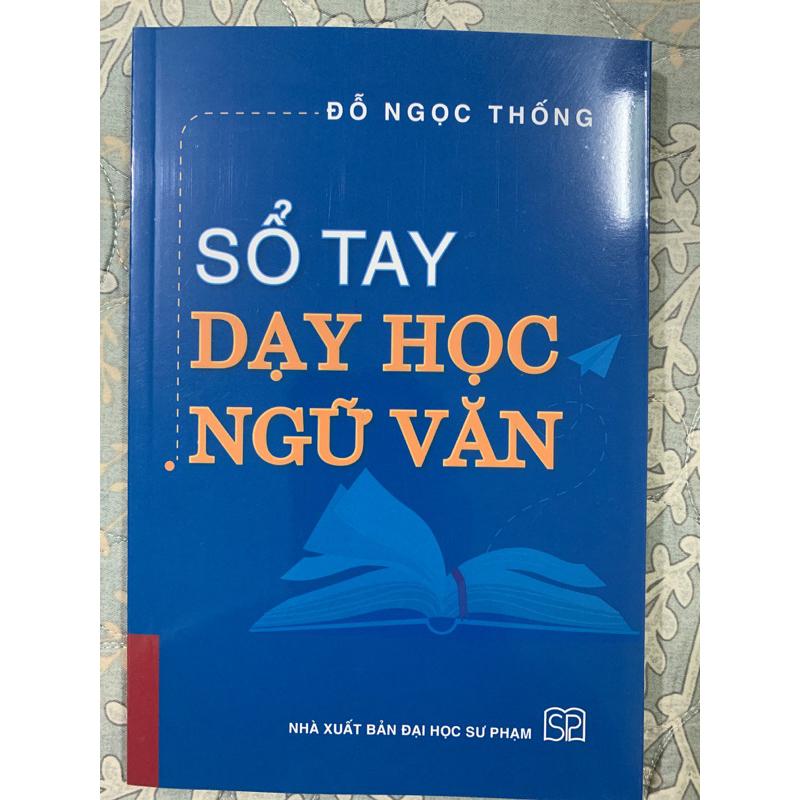 ĐỖ NGỌC THỐNG
SỔ TAY
DẠY HỌC
NGỮ VĂN
NHÀ XUẤT BẢN ĐẠI HỌC SƯ PHẠM
SP